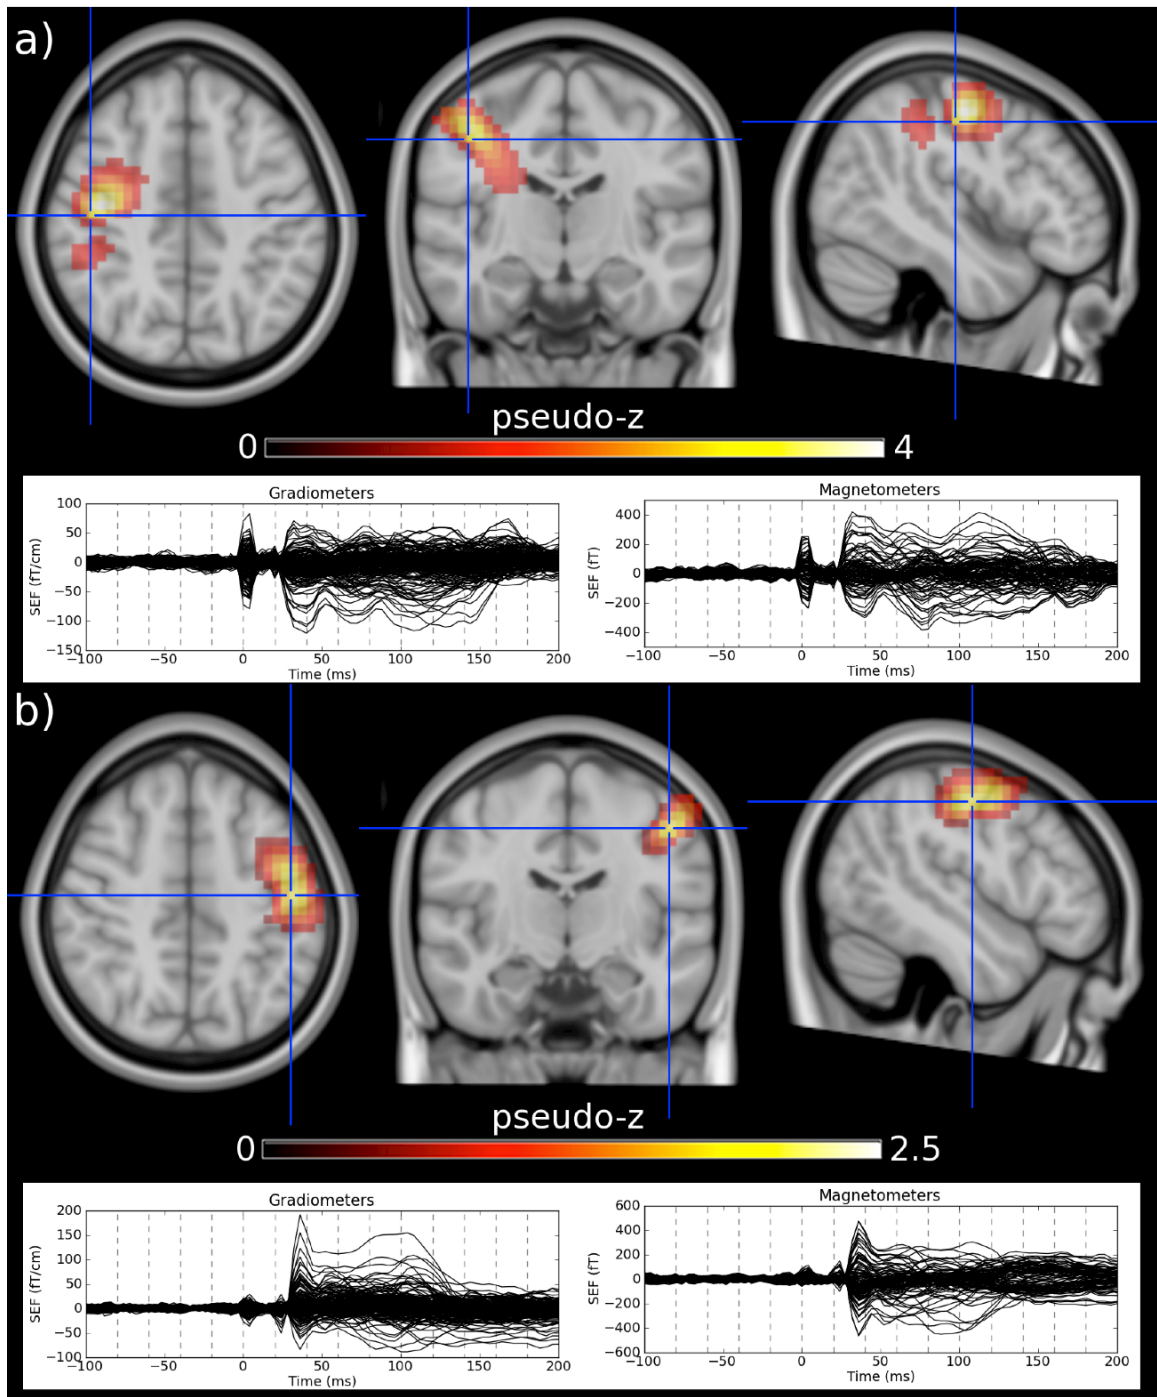 a)
pseudo-z
0 4
Gradiometers
SEF (fT/cm)
100
50
0
−50
−100
−150
−100 −50 0 50 100 150 200
Time (ms)
Magnetometers
SEF (fT)
400
200
0
−200
−400
−100 −50 0 50 100 150 200
Time (ms)
b)
pseudo-z
0 2.5
Gradiometers
SEF (fT/cm)
200
150
100
50
0
−50
−100
−100 −50 0 50 100 150 200
Time (ms)
Magnetometers
SEF (fT)
600
400
200
0
−200
−400
−600
−100 −50 0 50 100 150 200
Time (ms)